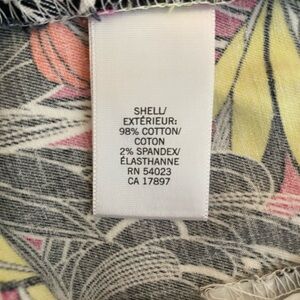 SHELL/
EXTÉRIEUR:
98% COTTON/
COTON
2% SPANDEX/
ÉLASTHANNE
RN 54023
CA 17897